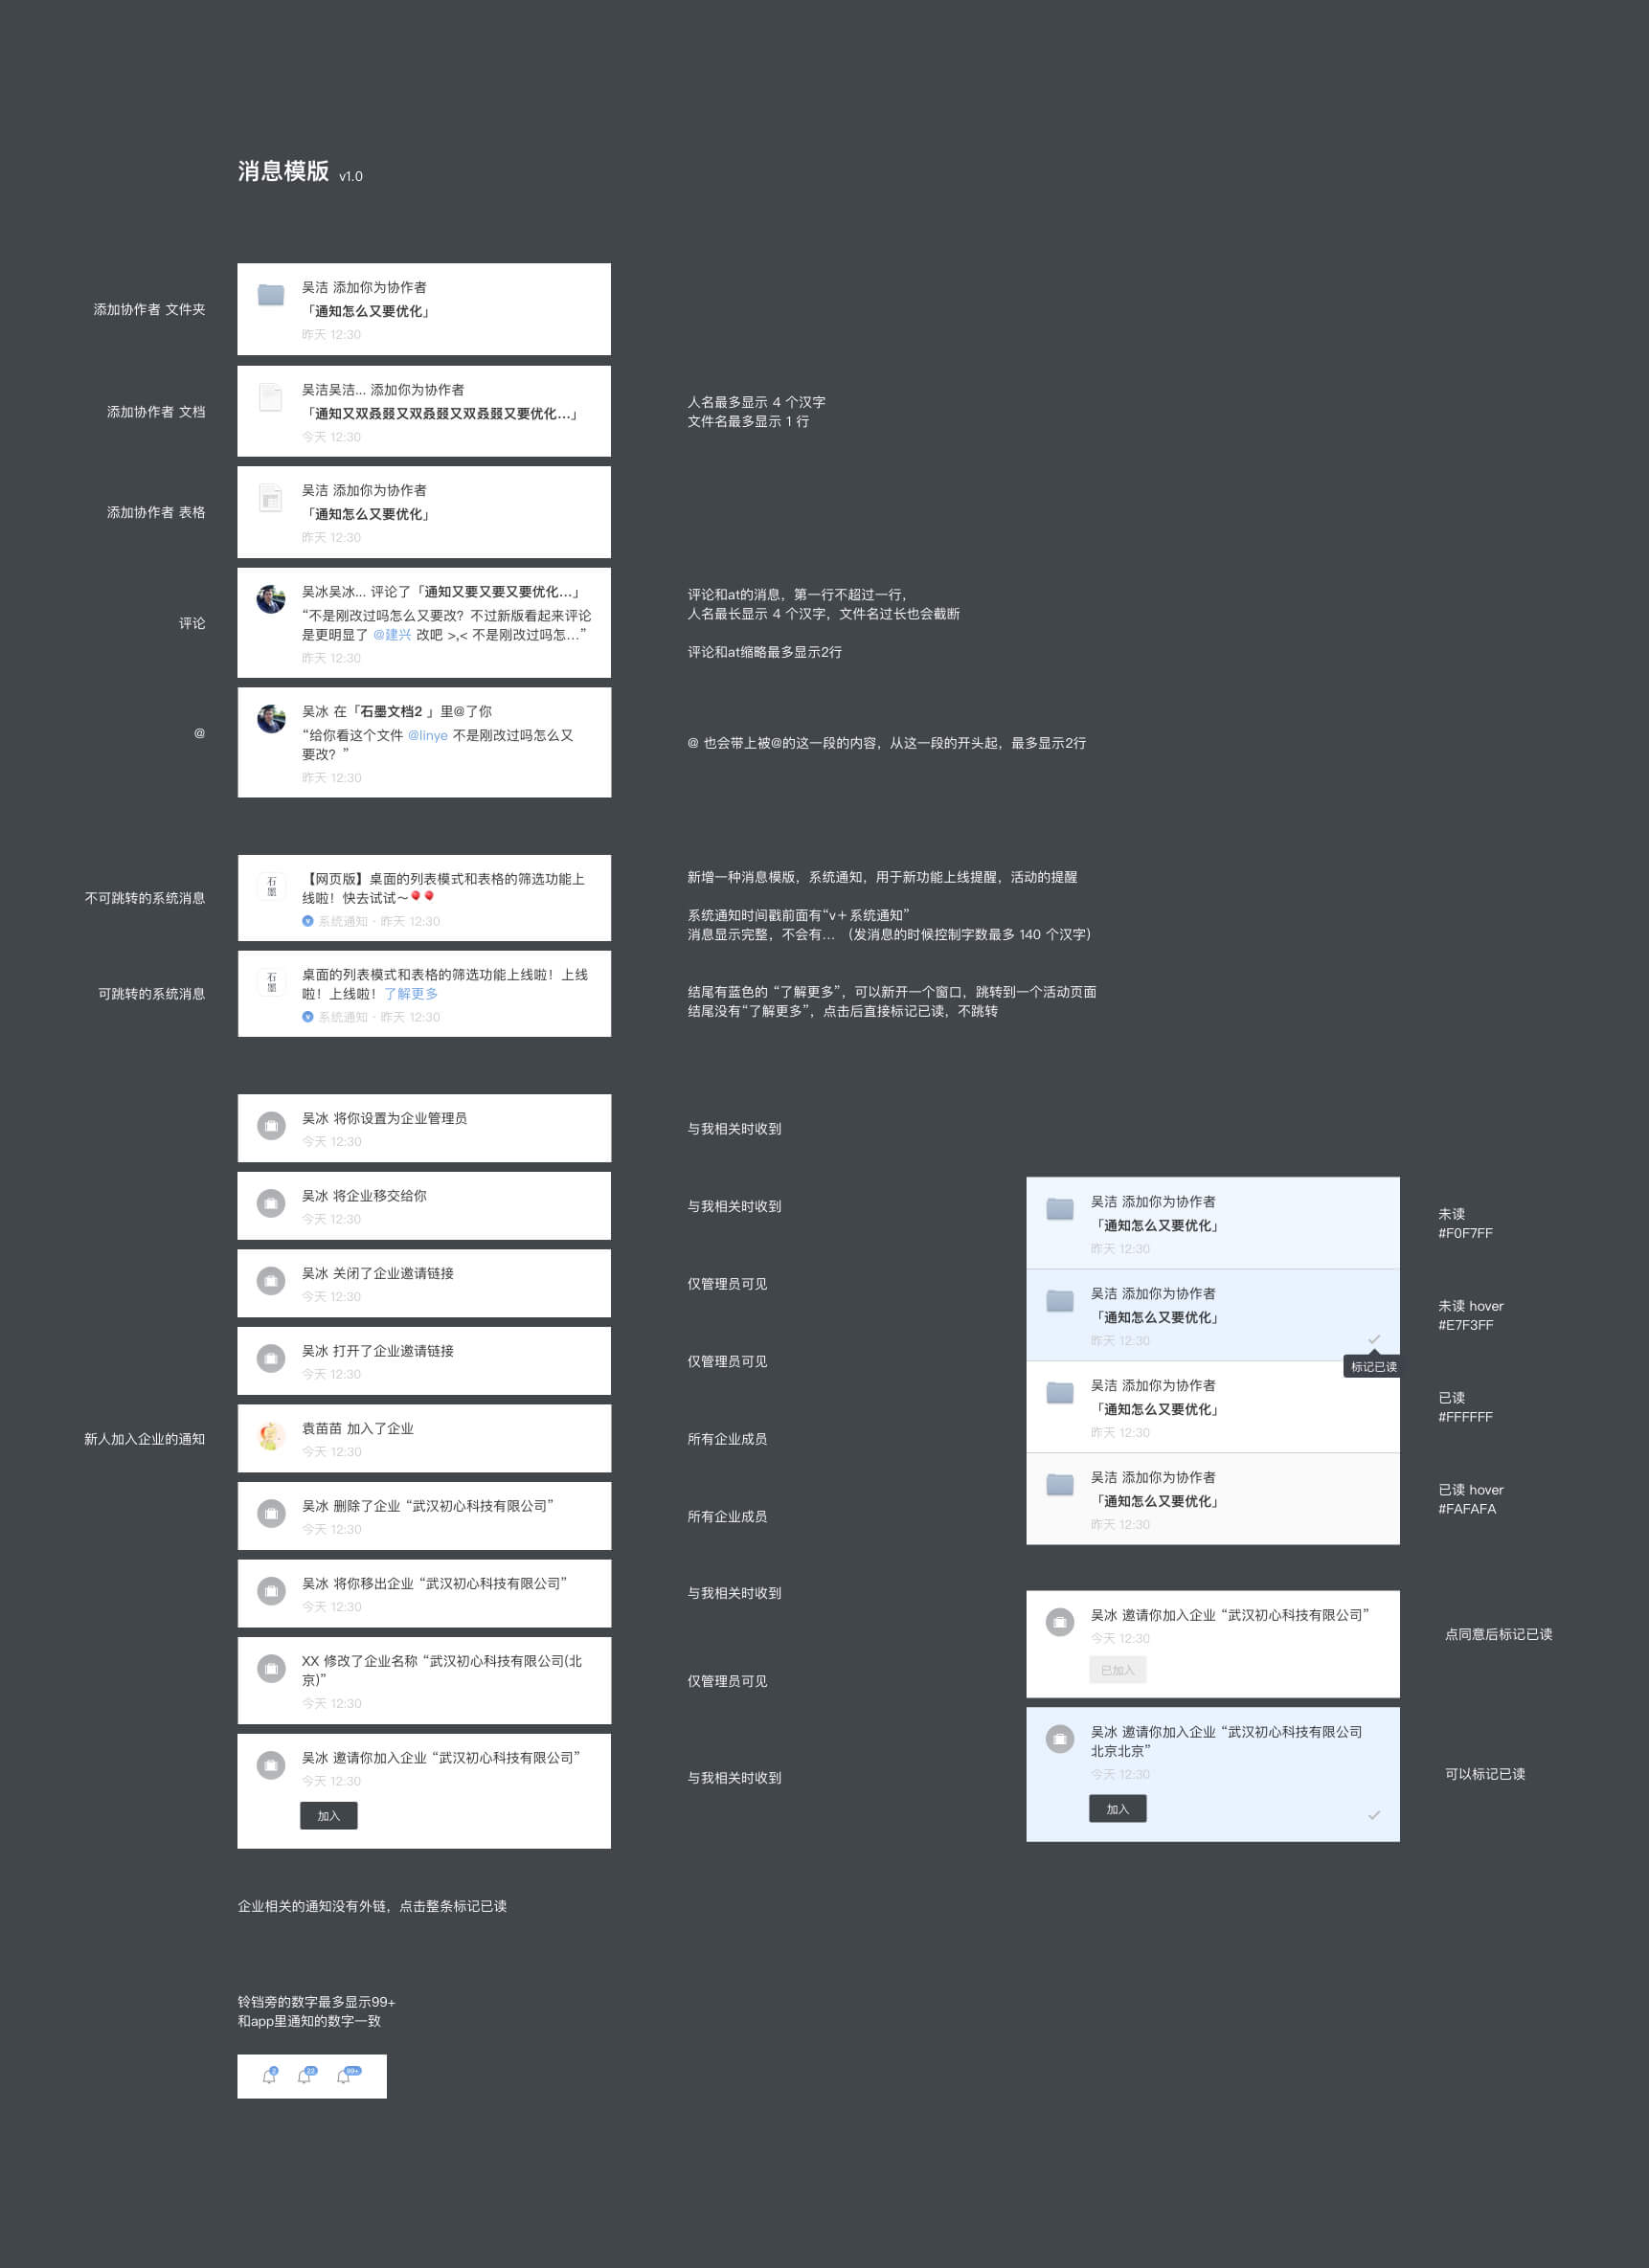 消息模版 v1.0
添加协作者 文件夹
吴洁 添加你为协作者
「通知怎么又要优化」
昨天 12:30
添加协作者 文档
吴洁吴洁... 添加你为协作者
「通知又双叒叕又双叒叕又双叒叕又要优化...」
今天 12:30
人名最多显示 4 个汉字
文件名最多显示 1 行
添加协作者 表格
吴洁 添加你为协作者
「通知怎么又要优化」
昨天 12:30
评论
吴冰吴冰... 评论了「通知又要又要又要优化...」
“不是刚改过吗怎么又要改？不过新版看起来评论
是更明显了 @建兴 改吧 >,< 不是刚改过吗怎...”
昨天 12:30
评论和at的消息，第一行不超过一行，
人名最长显示 4 个汉字，文件名过长也会截断
评论和at缩略最多显示2行
@
吴冰 在「石墨文档2 」里@了你
“给你看这个文件 @linye 不是刚改过吗怎么又
要改？”
昨天 12:30
@ 也会带上被@的这一段的内容，从这一段的开头起，最多显示2行
不可跳转的系统消息
石墨
【网页版】桌面的列表模式和表格的筛选功能上
线啦！快去试试～🎈🎈
v 系统通知 · 昨天 12:30
新增一种消息模版，系统通知，用于新功能上线提醒，活动的提醒
系统通知时间戳前面有“v＋系统通知”
消息显示完整，不会有... （发消息的时候控制字数最多 140 个汉字）
可跳转的系统消息
石墨
桌面的列表模式和表格的筛选功能上线啦！上线
啦！上线啦！了解更多
v 系统通知 · 昨天 12:30
结尾有蓝色的 “了解更多”，可以新开一个窗口，跳转到一个活动页面
结尾没有“了解更多”，点击后直接标记已读，不跳转
吴冰 将你设置为企业管理员
今天 12:30
与我相关时收到
吴冰 将企业移交给你
今天 12:30
与我相关时收到
吴冰 关闭了企业邀请链接
今天 12:30
仅管理员可见
吴冰 打开了企业邀请链接
今天 12:30
仅管理员可见
新人加入企业的通知
袁苗苗 加入了企业
今天 12:30
所有企业成员
吴冰 删除了企业 “武汉初心科技有限公司”
今天 12:30
所有企业成员
吴冰 将你移出企业 “武汉初心科技有限公司”
今天 12:30
与我相关时收到
XX 修改了企业名称 “武汉初心科技有限公司(北
京)”
今天 12:30
仅管理员可见
吴冰 邀请你加入企业 “武汉初心科技有限公司”
今天 12:30
加入
与我相关时收到
吴洁 添加你为协作者
「通知怎么又要优化」
昨天 12:30
未读
#F0F7FF
吴洁 添加你为协作者
「通知怎么又要优化」
昨天 12:30
标记已读
未读 hover
#E7F3FF
吴洁 添加你为协作者
「通知怎么又要优化」
昨天 12:30
已读
#FFFFFF
吴洁 添加你为协作者
「通知怎么又要优化」
昨天 12:30
已读 hover
#FAFAFA
吴冰 邀请你加入企业 “武汉初心科技有限公司”
今天 12:30
已加入
点同意后标记已读
吴冰 邀请你加入企业 “武汉初心科技有限公司
北京北京”
今天 12:30
加入
可以标记已读
企业相关的通知没有外链，点击整条标记已读
铃铛旁的数字最多显示99+
和app里通知的数字一致
2 22 99+